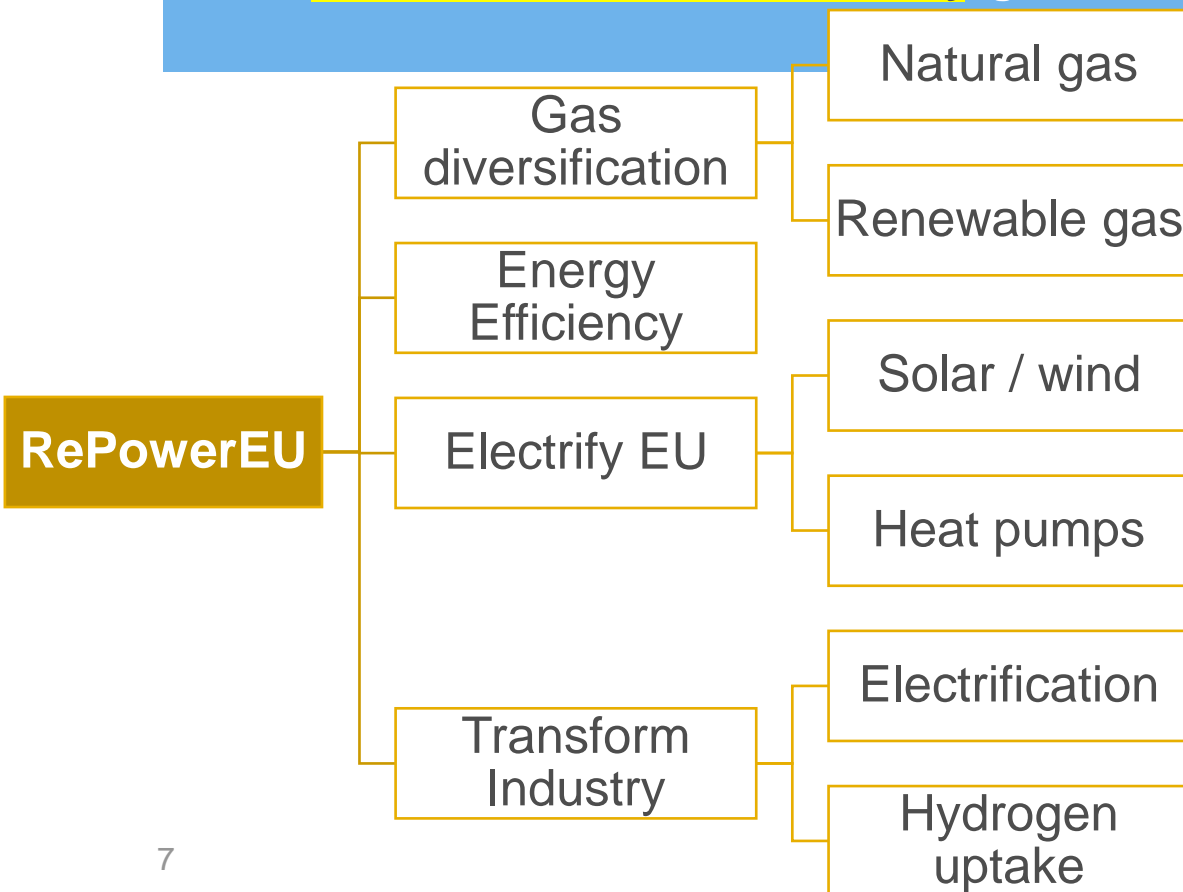 Natural gas
Gas
diversification
Renewable gas
Energy
Efficiency
Solar / wind
RePowerEU
Electrify EU
Heat pumps
Electrification
Transform
Industry
Hydrogen
uptake
7